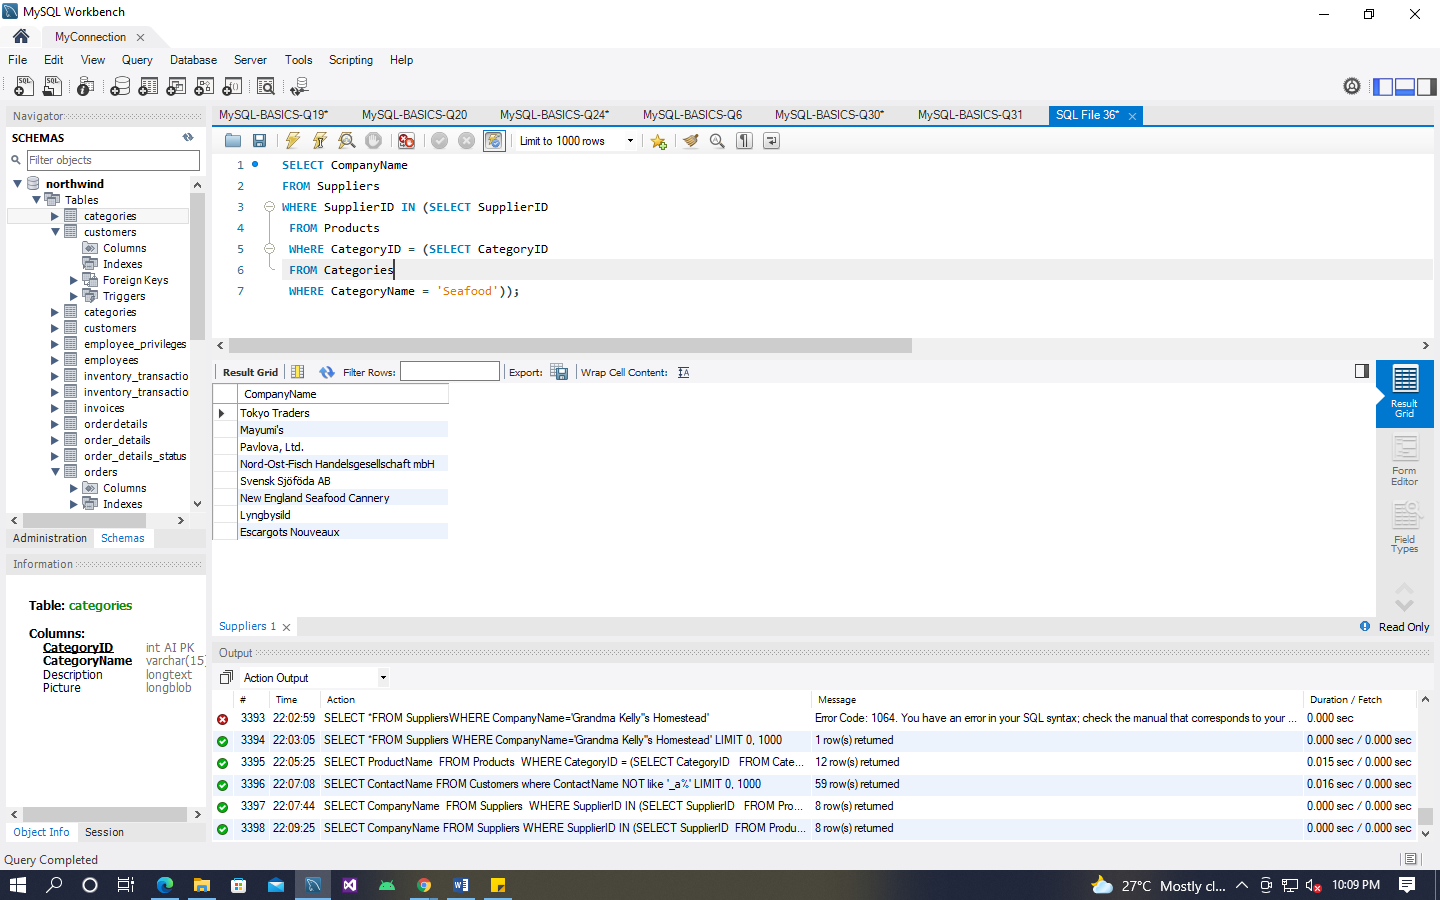 MySQL Workbench
MyConnection
File Edit View Query Database Server Tools Scripting Help
Navigator
SCHEMAS
Filter objects
northwind
Tables
categories
customers
Columns
Indexes
Foreign Keys
Triggers
categories
customers
employee_privileges
employees
inventory_transactio
inventory_transaction
invoices
orderdetails
order_details
order_details_status
orders
Columns
Indexes
Administration Schemas
Information
Table: categories
Columns:
CategoryID int AI PK
CategoryName varchar(15)
Description longtext
Picture longblob
Object Info Session
Query Completed
MySQL-BASICS-Q19* MySQL-BASICS-Q20 MySQL-BASICS-Q24* MySQL-BASICS-Q6 MySQL-BASICS-Q30* MySQL-BASICS-Q31 SQL File 36*
Limit to 1000 rows
1 SELECT CompanyName
2 FROM Suppliers
3 WHERE SupplierID IN (SELECT SupplierID
4 FROM Products
5 WHeRE CategoryID = (SELECT CategoryID
6 FROM Categories
7 WHERE CategoryName = 'Seafood'));
Result Grid Filter Rows: Export: Wrap Cell Content:
CompanyName
Tokyo Traders
Mayumi's
Pavlova, Ltd.
Nord-Ost-Fisch Handelsgesellschaft mbH
Svensk Sjöföda AB
New England Seafood Cannery
Lyngbysild
Escargots Nouveaux
Result Grid
Form Editor
Field Types
Suppliers 1
Read Only
Output
Action Output
# Time Action Message Duration / Fetch
3393 22:02:59 SELECT *FROM SuppliersWHERE CompanyName='Grandma Kelly"s Homestead' Error Code: 1064. You have an error in your SQL syntax; check the manual that corresponds to your ... 0.000 sec
3394 22:03:05 SELECT *FROM Suppliers WHERE CompanyName='Grandma Kelly"s Homestead' LIMIT 0, 1000 1 row(s) returned 0.000 sec / 0.000 sec
3395 22:05:25 SELECT ProductName FROM Products WHERE CategoryID = (SELECT CategoryID FROM Cate... 12 row(s) returned 0.015 sec / 0.000 sec
3396 22:07:08 SELECT ContactName FROM Customers where ContactName NOT like '_a%' LIMIT 0, 1000 59 row(s) returned 0.016 sec / 0.000 sec
3397 22:07:44 SELECT CompanyName FROM Suppliers WHERE SupplierID IN (SELECT SupplierID FROM Pro... 8 row(s) returned 0.000 sec / 0.000 sec
3398 22:09:25 SELECT CompanyName FROM Suppliers WHERE SupplierID IN (SELECT SupplierID FROM Produ... 8 row(s) returned 0.000 sec / 0.000 sec
27°C Mostly cl... 10:09 PM